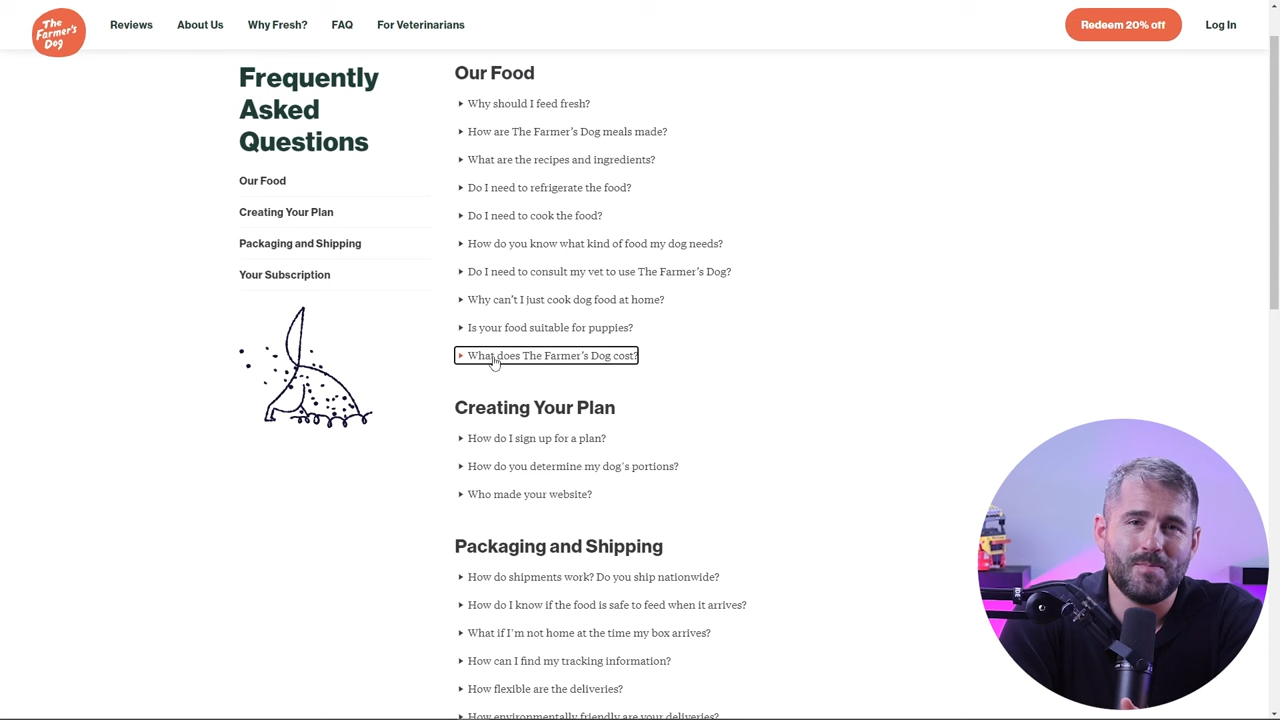 The
Farmer's
Dog
Reviews
About Us
Why Fresh?
FAQ
For Veterinarians
Redeem 20% off
Log In
Frequently
Asked
Questions
Our Food
Creating Your Plan
Packaging and Shipping
Your Subscription
Our Food
Why should I feed fresh?
How are The Farmer’s Dog meals made?
What are the recipes and ingredients?
Do I need to refrigerate the food?
Do I need to cook the food?
How do you know what kind of food my dog needs?
Do I need to consult my vet to use The Farmer’s Dog?
Why can’t I just cook dog food at home?
Is your food suitable for puppies?
What does The Farmer’s Dog cost?
Creating Your Plan
How do I sign up for a plan?
How do you determine my dog's portions?
Who made your website?
Packaging and Shipping
How do shipments work? Do you ship nationwide?
How do I know if the food is safe to feed when it arrives?
What if I'm not home at the time my box arrives?
How can I find my tracking information?
How flexible are the deliveries?
How environmentally friendly are your deliveries?